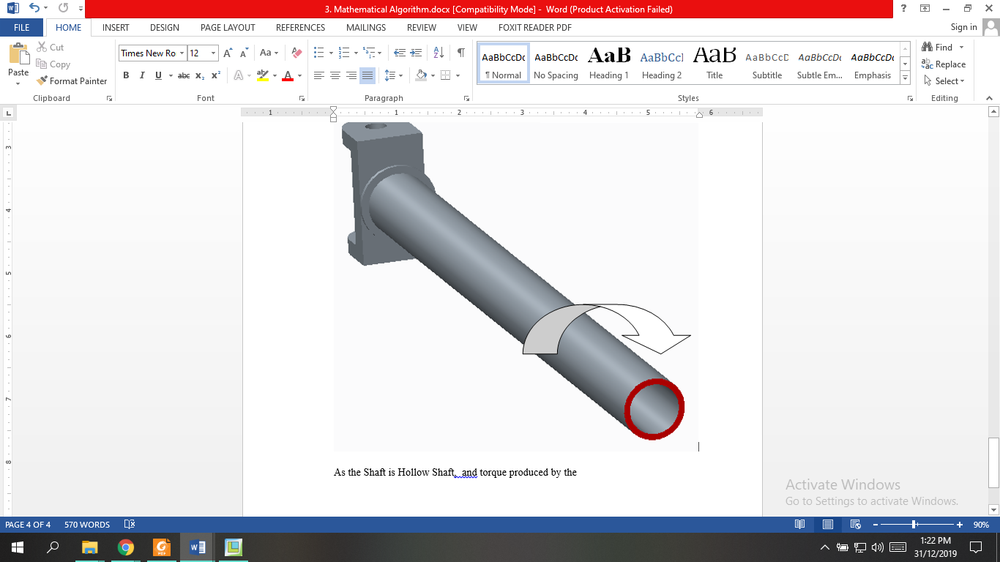 3. Mathematical Algorithm.docx [Compatibility Mode] - Word (Product Activation Failed)
FILE HOME INSERT DESIGN PAGE LAYOUT REFERENCES MAILINGS REVIEW VIEW FOXIT READER PDF Sign in
Paste
Cut
Copy
Format Painter
Clipboard
Times New Ro 12
Aa
B I U abc x₂ x² A ab A
Font
Paragraph
AaBbCcDc AaBbCcDc AaB AaBbCcI AaB AaBbCcD AaBbCcDc AaBbCcDc
¶ Normal No Spacing Heading 1 Heading 2 Title Subtitle Subtle Em... Emphasis
Styles
Find
Replace
Select
Editing
1 1 2 3 4 5 6
3
4
5
6
7
8
As the Shaft is Hollow Shaft,  and torque produced by the
Activate Windows
Go to Settings to activate Windows.
PAGE 4 OF 4 570 WORDS 90%
1:22 PM
31/12/2019